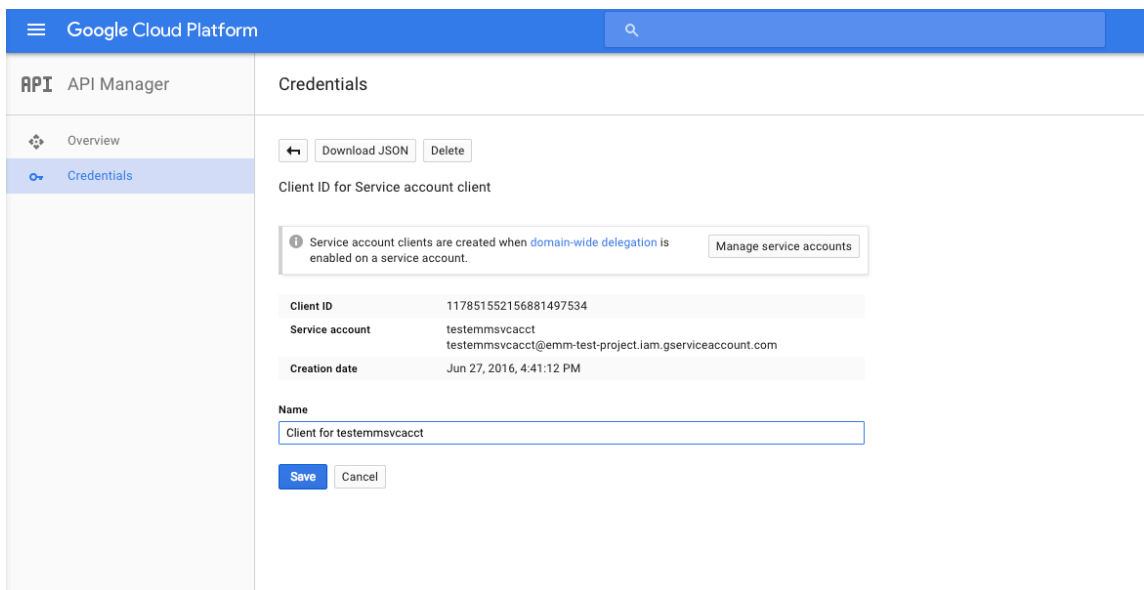 Google Cloud Platform
API API Manager
Credentials
Overview
Credentials
Download JSON Delete
Client ID for Service account client
Service account clients are created when domain-wide delegation is
enabled on a service account.
Manage service accounts
Client ID 117851552156881497534
Service account testemmsvcacct
testemmsvcacct@emm-test-project.iam.gserviceaccount.com
Creation date Jun 27, 2016, 4:41:12 PM
Name
Client for testemmsvcacct
Save Cancel